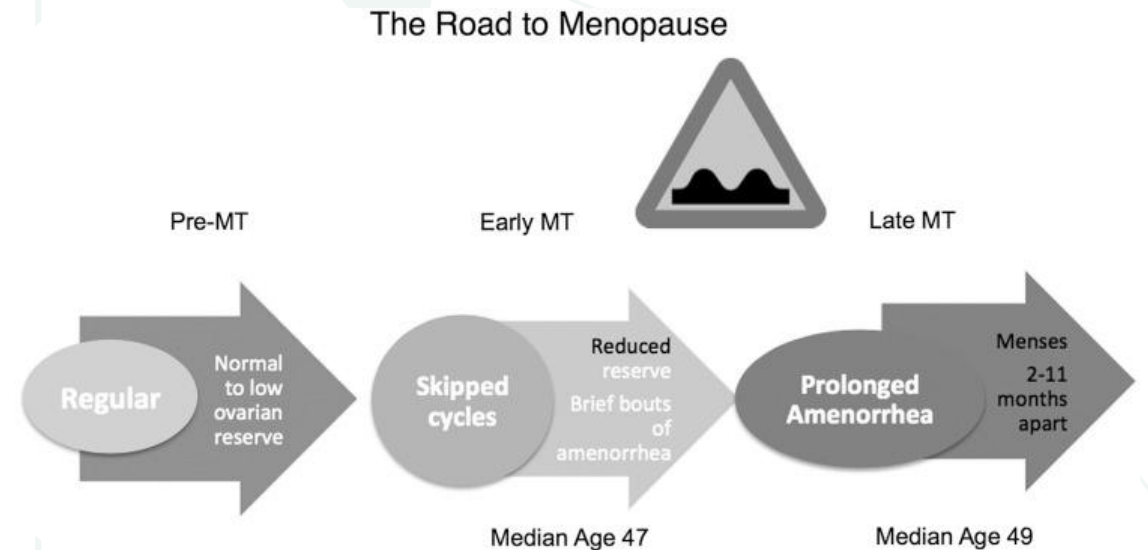 The Road to Menopause
Pre-MT
Early MT
Late MT
Regular
Normal
to low
ovarian
reserve
Skipped
cycles
Reduced
reserve
Brief bouts
of
amenorrhea
Prolonged
Amenorrhea
Menses
2-11
months
apart
Median Age 47
Median Age 49